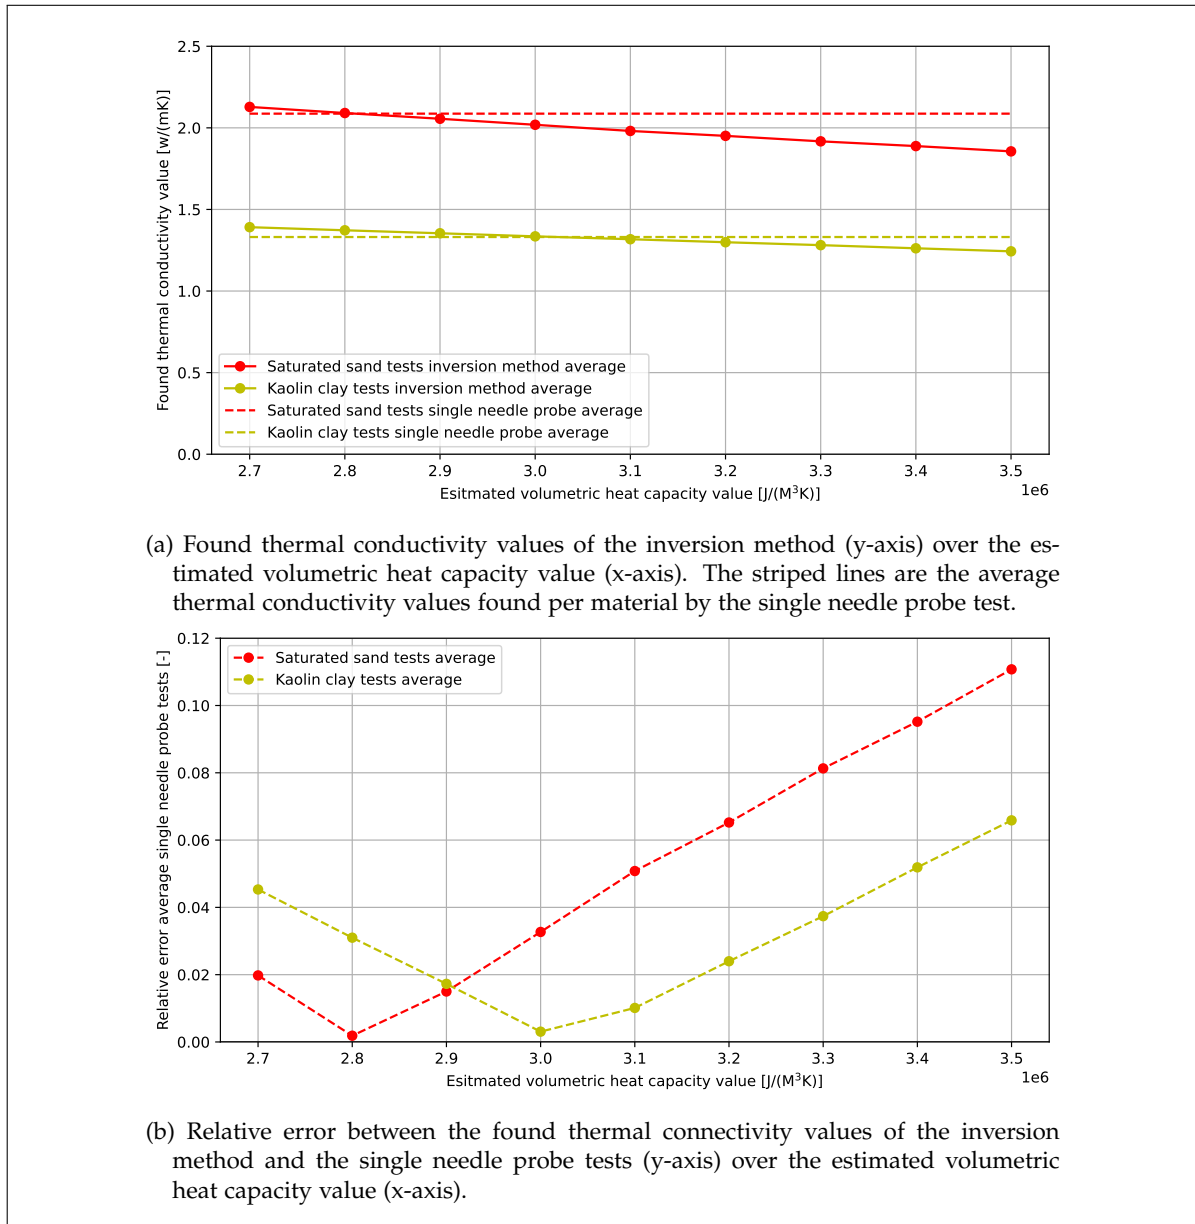 2.5
2.0
1.5
1.0
0.5
0.0
Found thermal conductivity value [w/(mK)]
Saturated sand tests inversion method average
Kaolin clay tests inversion method average
Saturated sand tests single needle probe average
Kaolin clay tests single needle probe average
2.7 2.8 2.9 3.0 3.1 3.2 3.3 3.4 3.5
1e6
Esitmated volumetric heat capacity value [J/(M³K)]
(a) Found thermal conductivity values of the inversion method (y-axis) over the es-
timated volumetric heat capacity value (x-axis). The striped lines are the average
thermal conductivity values found per material by the single needle probe test.
0.12
0.10
0.08
0.06
0.04
0.02
0.00
Relative error average single needle probe tests [-]
Saturated sand tests average
Kaolin clay tests average
2.7 2.8 2.9 3.0 3.1 3.2 3.3 3.4 3.5
1e6
Esitmated volumetric heat capacity value [J/(M³K)]
(b) Relative error between the found thermal connectivity values of the inversion
method and the single needle probe tests (y-axis) over the estimated volumetric
heat capacity value (x-axis).